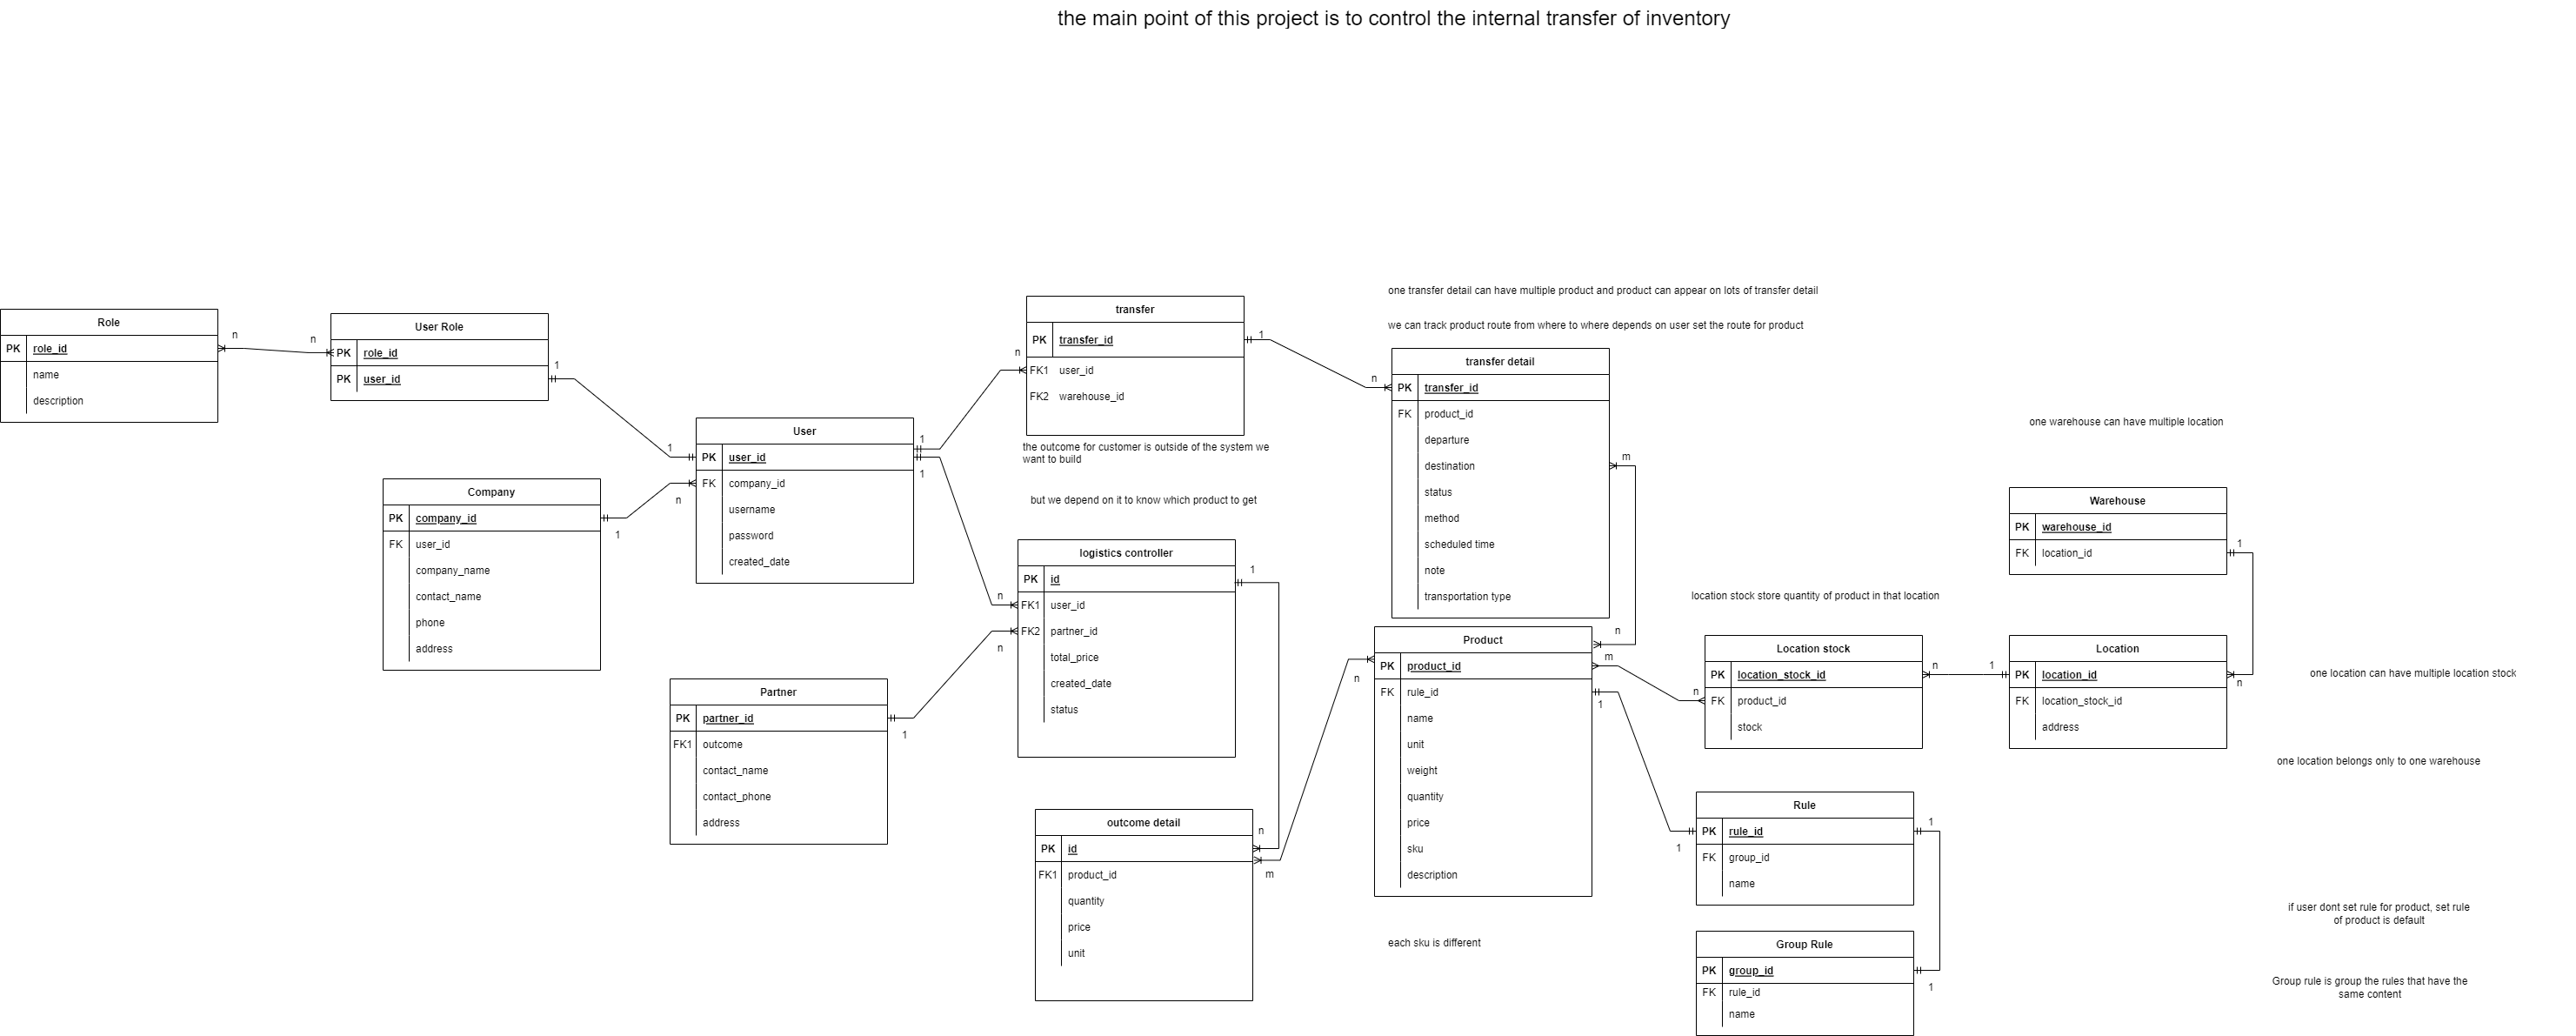 the main point of this project is to control the internal transfer of inventory
one transfer detail can have multiple product and product can appear on lots of transfer detail
we can track product route from where to where depends on user set the route for product
Role
PK role_id
name
description
n
n
User Role
PK role_id
PK user_id
1
1
User
PK user_id
FK company_id
username
password
created_date
Company
PK company_id
FK user_id
company_name
contact_name
phone
address
1
n
1
1
n
transfer
PK transfer_id
FK1 user_id
FK2 warehouse_id
the outcome for customer is outside of the system we
want to build
but we depend on it to know which product to get
1
n
transfer detail
PK transfer_id
FK product_id
departure
destination
status
method
scheduled time
note
transportation type
m
n
logistics controller
PK id
FK1 user_id
FK2 partner_id
total_price
created_date
status
n
n
1
Partner
PK partner_id
FK1 outcome
contact_name
contact_phone
address
1
outcome detail
PK id
FK1 product_id
quantity
price
unit
n
m
n
Product
PK product_id
FK rule_id
name
unit
weight
quantity
price
sku
description
each sku is different
m
n
1
1
location stock store quantity of product in that location
Location stock
PK location_stock_id
FK product_id
stock
n
1
one warehouse can have multiple location
Warehouse
PK warehouse_id
FK location_id
1
n
Location
PK location_id
FK location_stock_id
address
one location can have multiple location stock
one location belongs only to one warehouse
Rule
PK rule_id
FK group_id
name
1
1
Group Rule
PK group_id
FK rule_id
name
if user dont set rule for product, set rule
of product is default
Group rule is group the rules that have the
same content